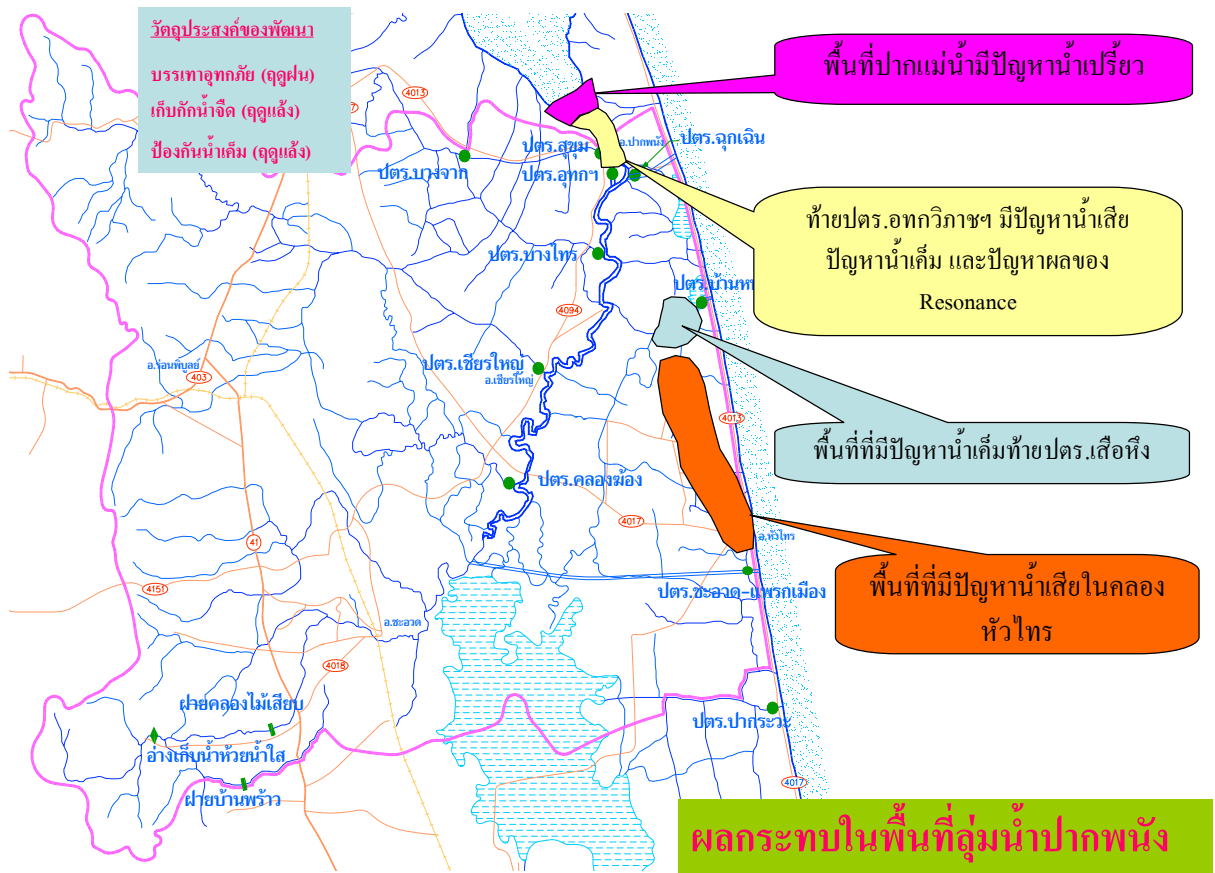 วัตถุประสงค์ของพัฒนา
บรรเทาอุทกภัย (ฤดูฝน)
เก็บกักน้ำจืด (ฤดูแล้ง)
ป้องกันน้ำเค็ม (ฤดูแล้ง)
พื้นที่ปากแม่น้ำมีปัญหาน้ำเปรี้ยว
4013
ปตร.สุขุม
อ.ปากพนัง
ปตร.ฉุกเฉิน
ปตร.บางจาก
ปตร.อุทกฯ
ท้ายปตร.อทกวิภาชฯ มีปัญหาน้ำเสีย
ปัญหาน้ำเค็ม และปัญหาผลของ
Resonance
ปตร.บางไทร
ปตร.บ้านห
4094
อ.ร่อนพิบูลย์
403
ปตร.เชียรใหญ่
อ.เชียรใหญ่
4013
พื้นที่ที่มีปัญหาน้ำเค็มท้ายปตร.เสือหึง
ปตร.คลองฆ้อง
4017
อ.หัวไทร
41
4151
ปตร.ชะอวด-แพรกเมือง
พื้นที่ที่มีปัญหาน้ำเสียในคลอง
หัวไทร
อ.ชะอวด
4018
ฝายคลองไม้เสียบ
ปตร.ปากระวะ
อ่างเก็บน้ำห้วยน้ำใส
4017
ฝายบ้านพร้าว
ผลกระทบในพื้นที่ลุ่มน้ำปากพนัง